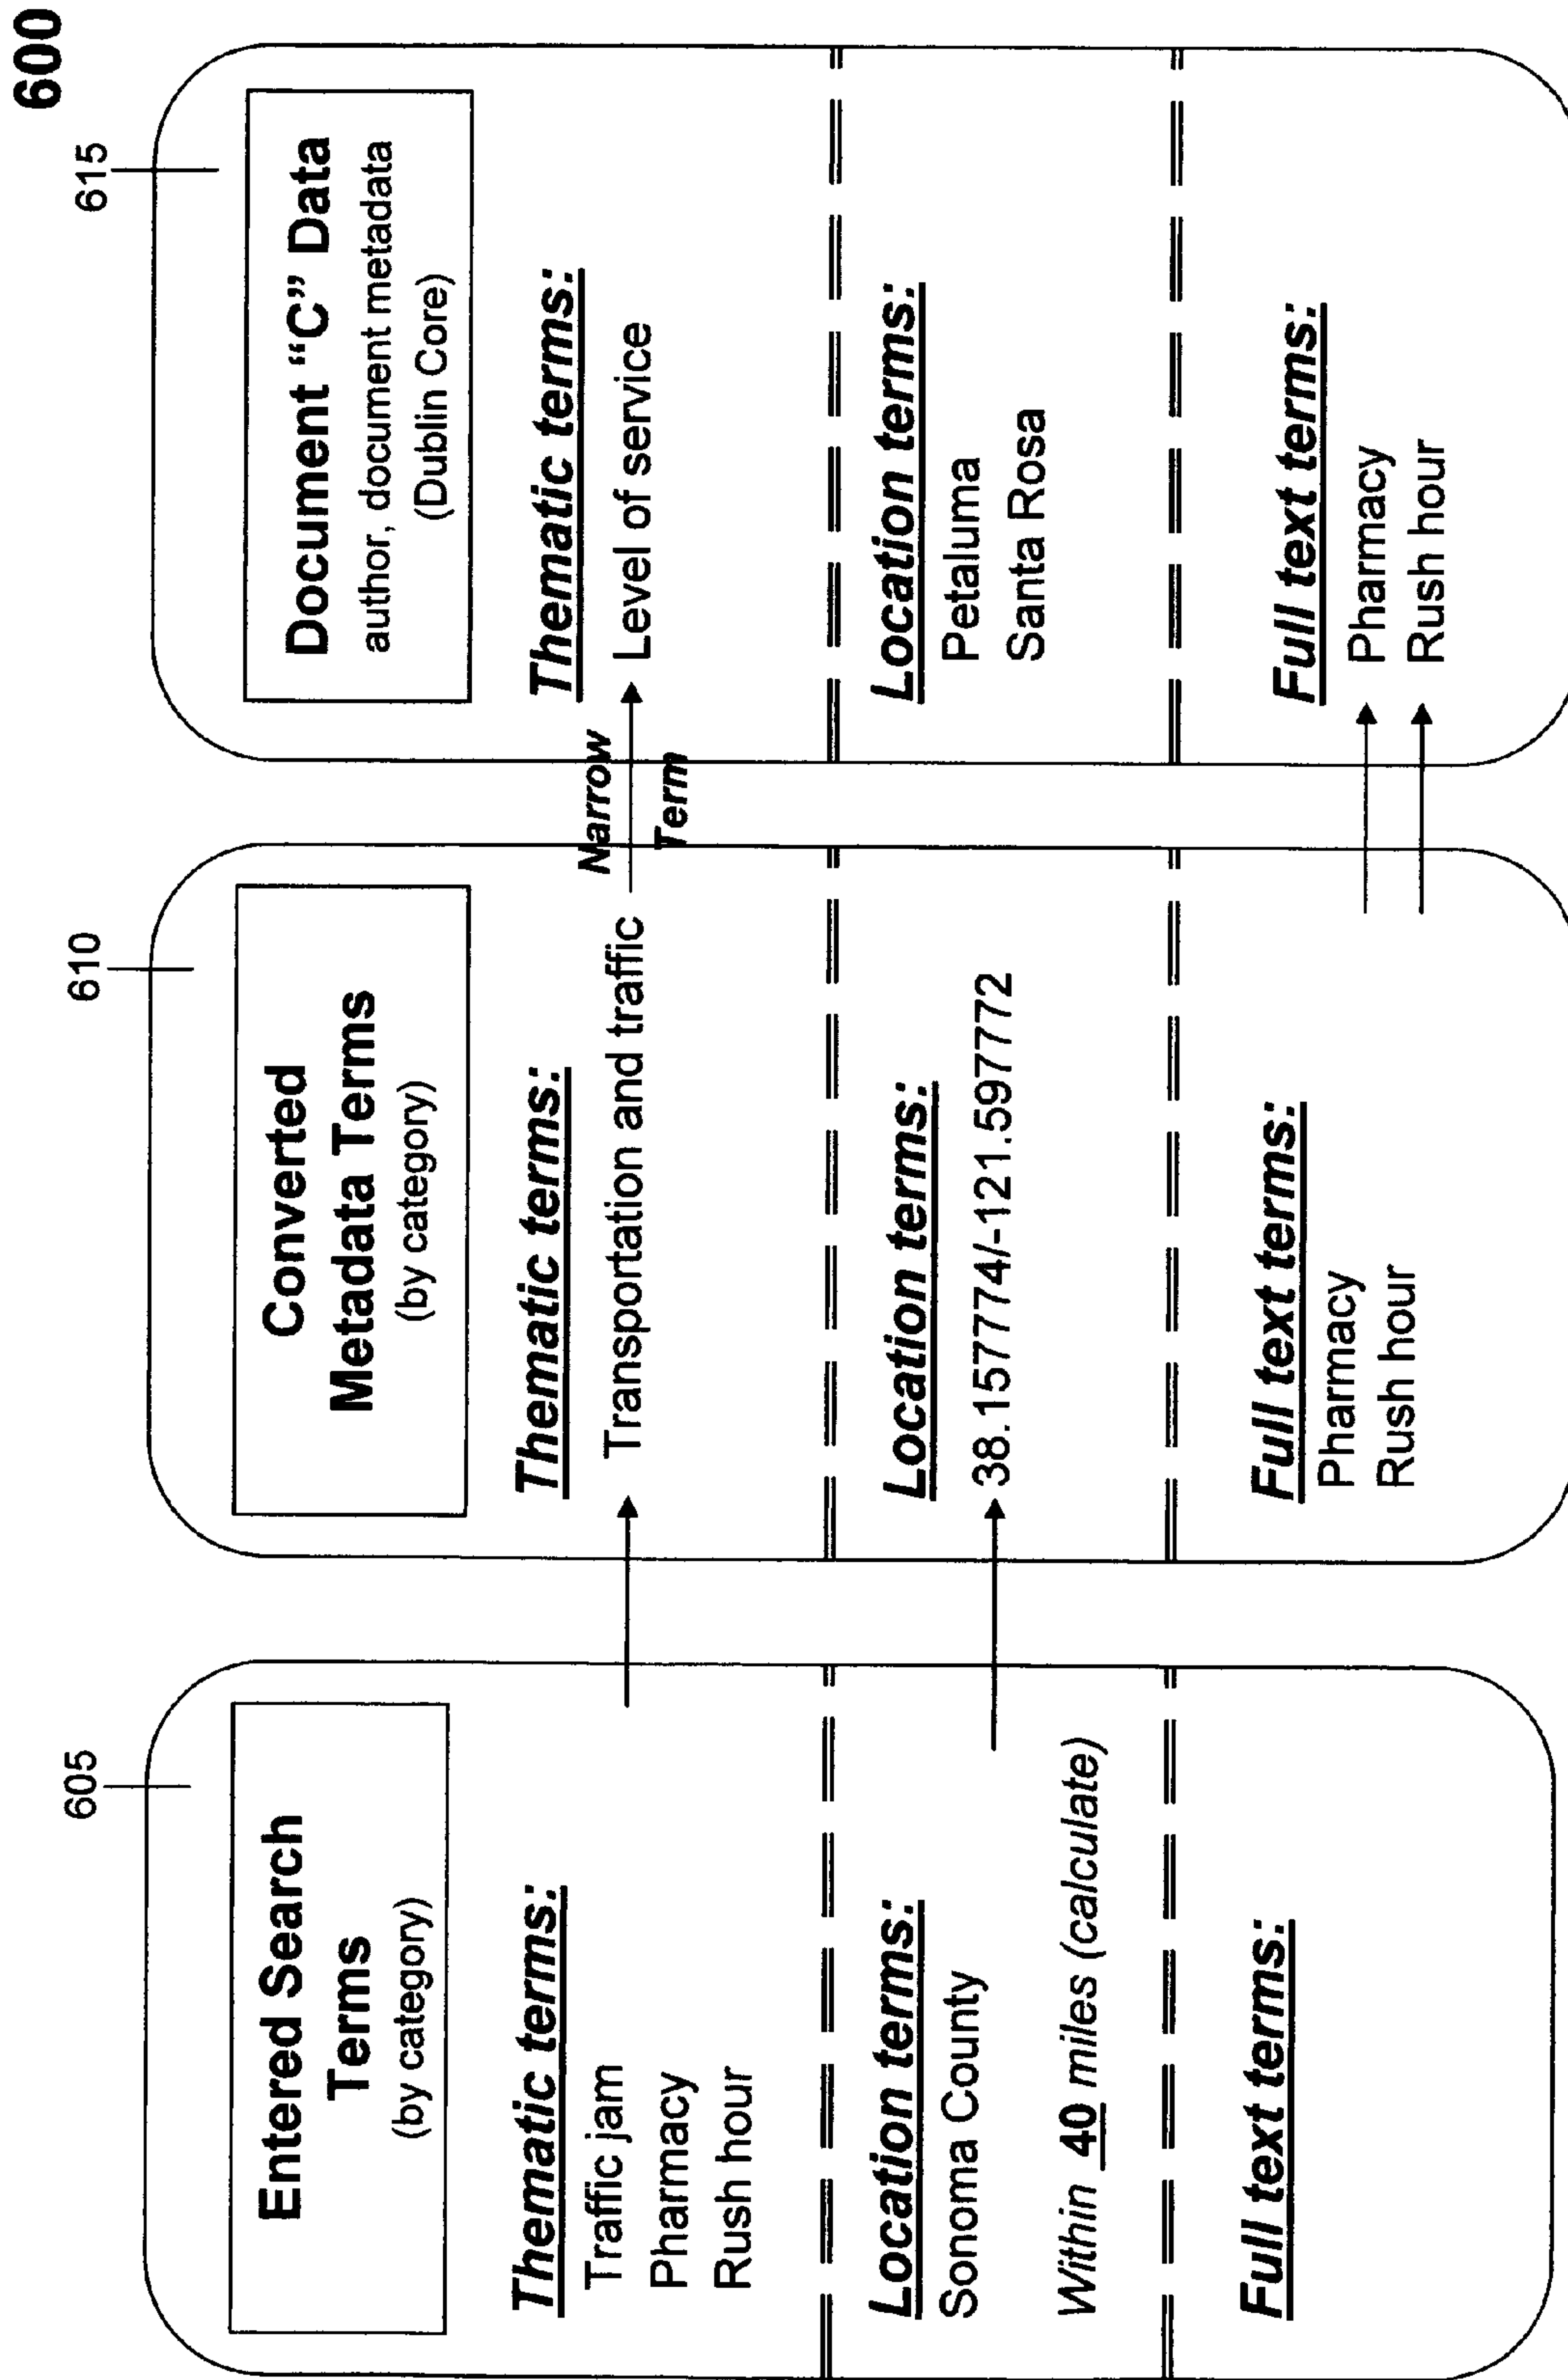 600
605
Entered Search
Terms
(by category)
Thematic terms:
Traffic jam
Pharmacy
Rush hour
Location terms:
Sonoma County
Within 40 miles (calculate)
Full text terms:
610
Converted
Metadata Terms
(by category)
Thematic terms:
Transportation and traffic
Location terms:
38.157774/-121.597772
Full text terms:
Pharmacy
Rush hour
Narrow
Term
615
Document “C” Data
author, document metadata
(Dublin Core)
Thematic terms:
Level of service
Location terms:
Petaluma
Santa Rosa
Full text terms:
Pharmacy
Rush hour